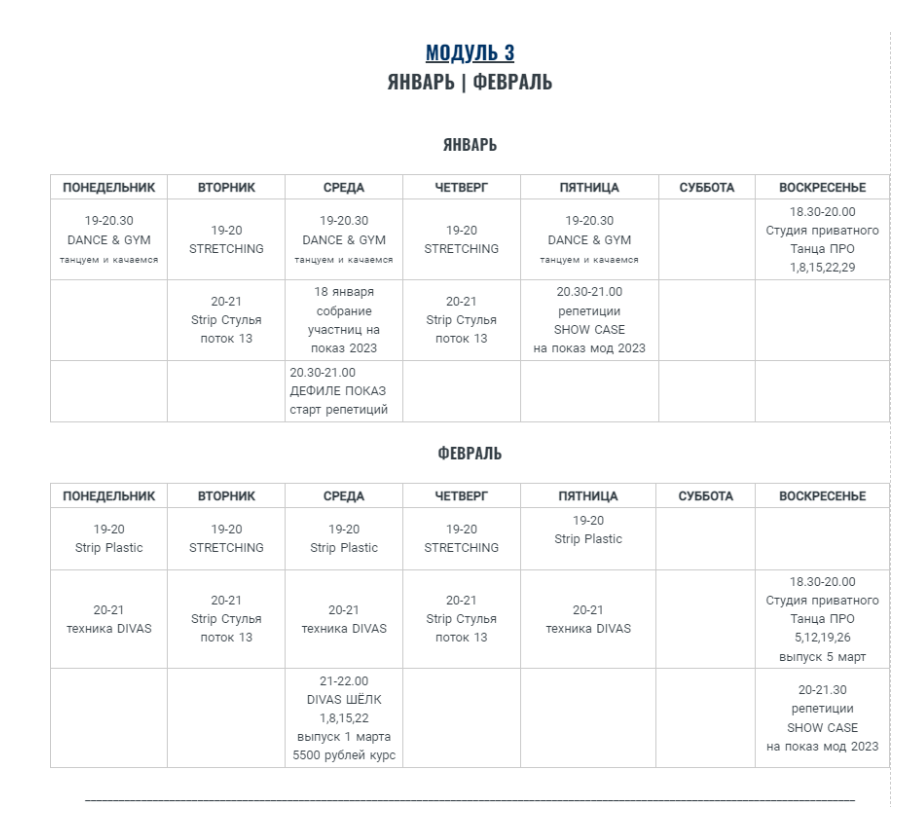 МОДУЛЬ 3
ЯНВАРЬ | ФЕВРАЛЬ
ЯНВАРЬ
ПОНЕДЕЛЬНИК ВТОРНИК СРЕДА ЧЕТВЕРГ ПЯТНИЦА СУББОТА ВОСКРЕСЕНЬЕ
19-20.30
DANCE & GYM
танцуем и качаемся
19-20
STRETCHING
19-20.30
DANCE & GYM
танцуем и качаемся
19-20
STRETCHING
19-20.30
DANCE & GYM
танцуем и качаемся
18.30-20.00
Студия приватного
Танца ПРО
1,8,15,22,29
20-21
Strip Стулья
поток 13
18 января
собрание
участниц на
показ 2023
20-21
Strip Стулья
поток 13
20.30-21.00
репетиции
SHOW CASE
на показ мод 2023
20.30-21.00
ДЕФИЛЕ ПОКАЗ
старт репетиций
ФЕВРАЛЬ
ПОНЕДЕЛЬНИК ВТОРНИК СРЕДА ЧЕТВЕРГ ПЯТНИЦА СУББОТА ВОСКРЕСЕНЬЕ
19-20
Strip Plastic
19-20
STRETCHING
19-20
Strip Plastic
19-20
STRETCHING
19-20
Strip Plastic
20-21
техника DIVAS
20-21
Strip Стулья
поток 13
20-21
техника DIVAS
20-21
Strip Стулья
поток 13
20-21
техника DIVAS
18.30-20.00
Студия приватного
Танца ПРО
5,12,19,26
выпуск 5 март
21-22.00
DIVAS ШЁЛК
1,8,15,22
выпуск 1 марта
5500 рублей курс
20-21.30
репетиции
SHOW CASE
на показ мод 2023